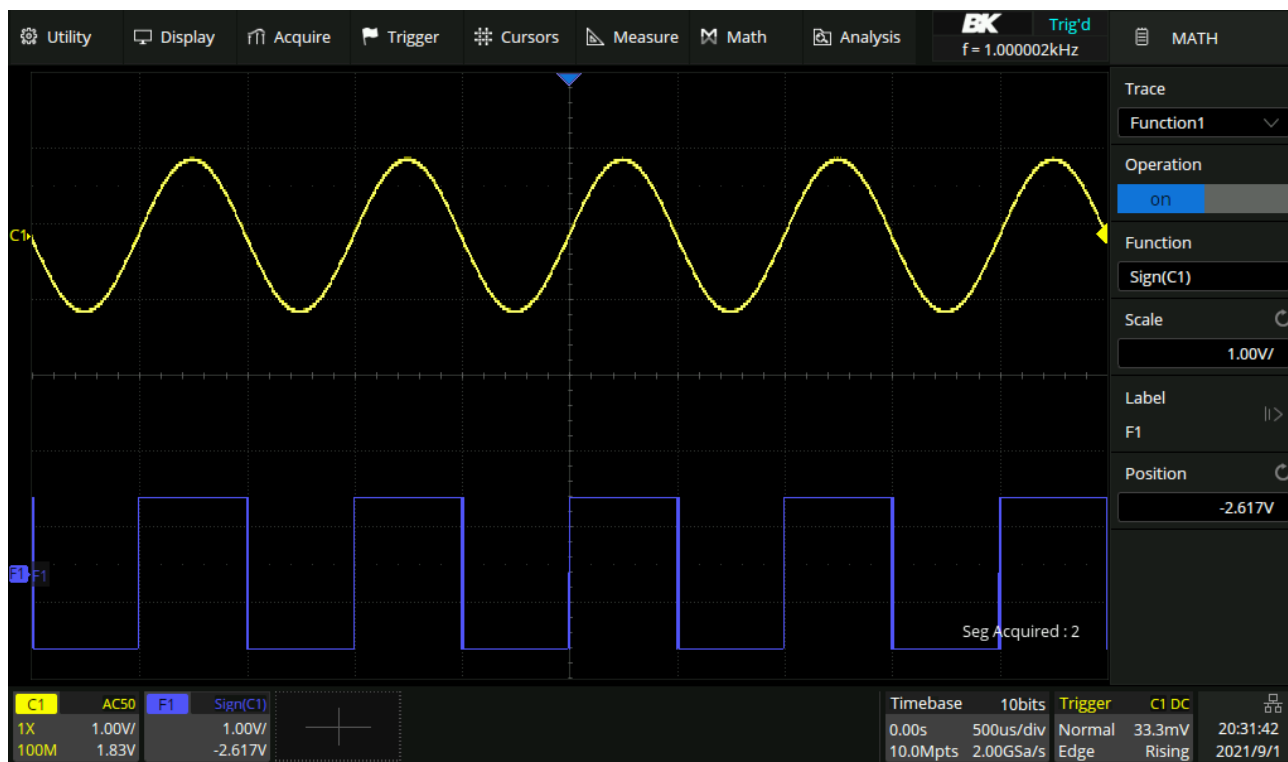 Utility Display Acquire Trigger Cursors Measure Math Analysis BK Trig'd MATH
f = 1.000002kHz
Trace
Function1
Operation
on
Function
Sign(C1)
Scale
1.00V/
Label
F1
Position
-2.617V
C1
F1 F1
Seg Acquired : 2
C1 AC50 F1 Sign(C1) Timebase 10bits Trigger C1 DC
1X 1.00V/ 1.00V/ 0.00s 500us/div Normal 33.3mV 20:31:42
100M 1.83V -2.617V 10.0Mpts 2.00GSa/s Edge Rising 2021/9/1